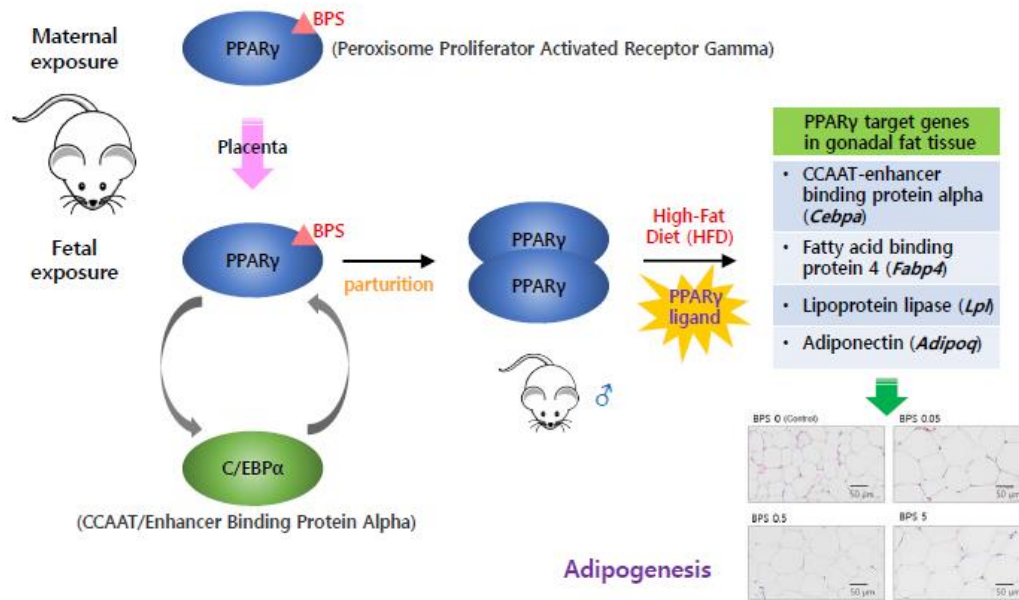 Maternal
exposure
BPS
PPARγ
(Peroxisome Proliferator Activated Receptor Gamma)
Placenta
Fetal
exposure
BPS
PPARγ
parturition
C/EBPα
(CCAAT/Enhancer Binding Protein Alpha)
PPARγ
PPARγ
♂
High-Fat
Diet (HFD)
PPARγ
ligand
PPARγ target genes
in gonadal fat tissue
• CCAAT-enhancer
binding protein alpha
(Cebpa)
• Fatty acid binding
protein 4 (Fabp4)
• Lipoprotein lipase (Lpl)
• Adiponectin (Adipoq)
BPS 0 (Control)
50 μm
BPS 0.05
50 μm
BPS 0.5
50 μm
BPS 5
50 μm
Adipogenesis